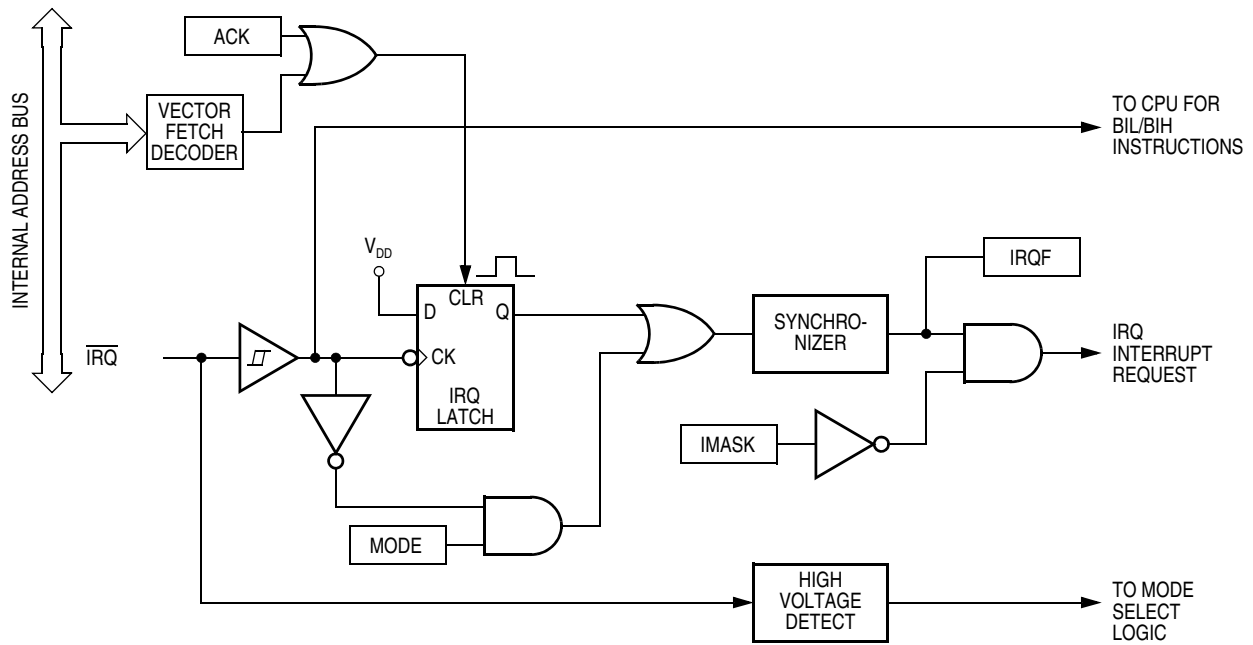 INTERNAL ADDRESS BUS
ACK
VECTOR
FETCH
DECODER
TO CPU FOR
BIL/BIH
INSTRUCTIONS
V_DD
CLR
D
Q
CK
IRQ
LATCH
IRQ
SYNCHRO-
NIZER
IRQF
IRQ
INTERRUPT
REQUEST
IMASK
MODE
HIGH
VOLTAGE
DETECT
TO MODE
SELECT
LOGIC